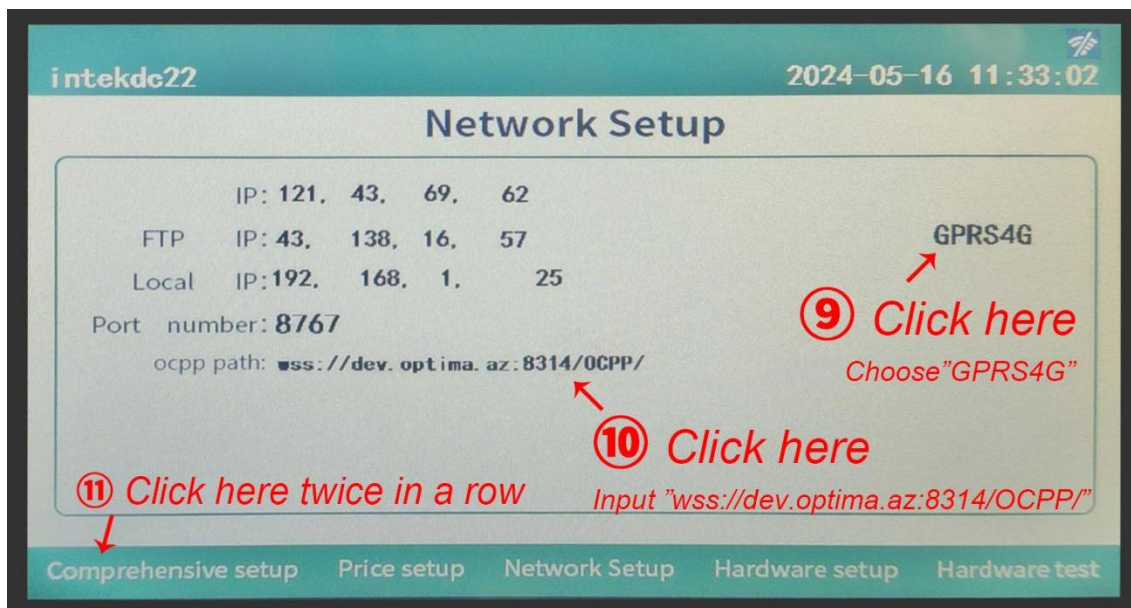 intekdc22
2024-05-16 11:33:02
Network Setup
IP: 121. 43. 69. 62
FTP IP: 43. 138. 16. 57
GPRS4G
Local IP:192. 168. 1. 25
⑨ Click here
Port number: 8767
ocpp path: wss://dev.optima.az:8314/OCPP/
Choose"GPRS4G"
⑩ Click here
⑪ Click here twice in a row
Input "wss://dev.optima.az:8314/OCPP/"
Comprehensive setup Price setup Network Setup Hardware setup Hardware test